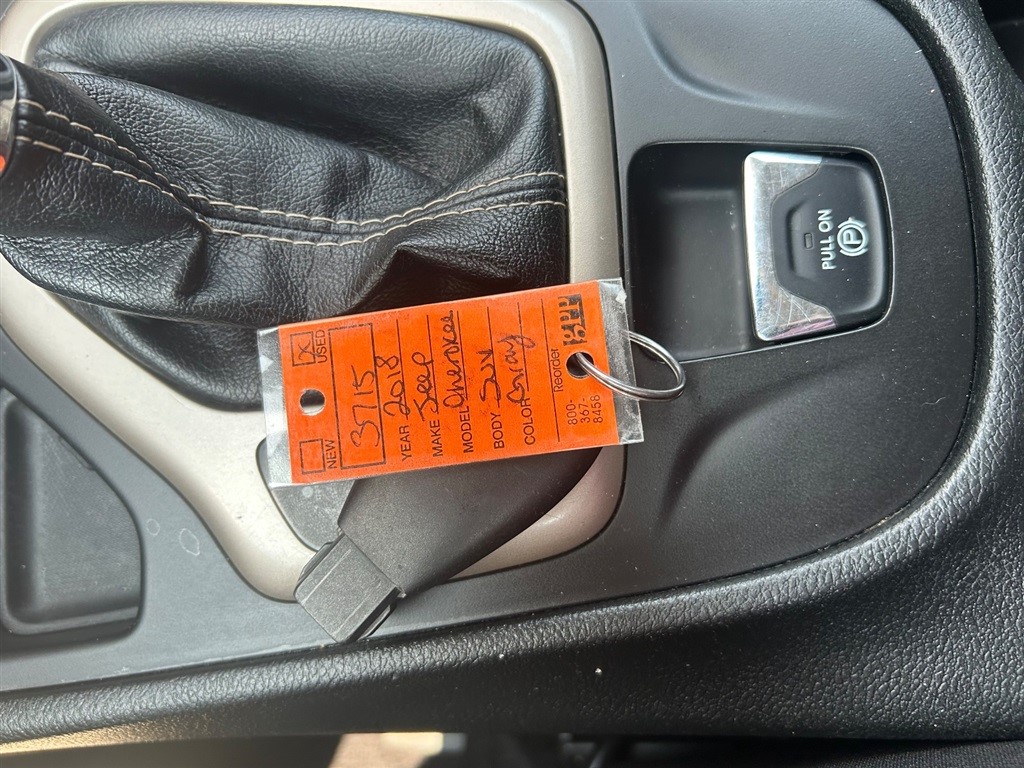 NEW
USED
X
3715
YEAR 2018
MAKE Jeep
MODEL Cherokee
BODY SUV
COLOR Gray
Reorder
800-
367-
8458
PULL ON
P